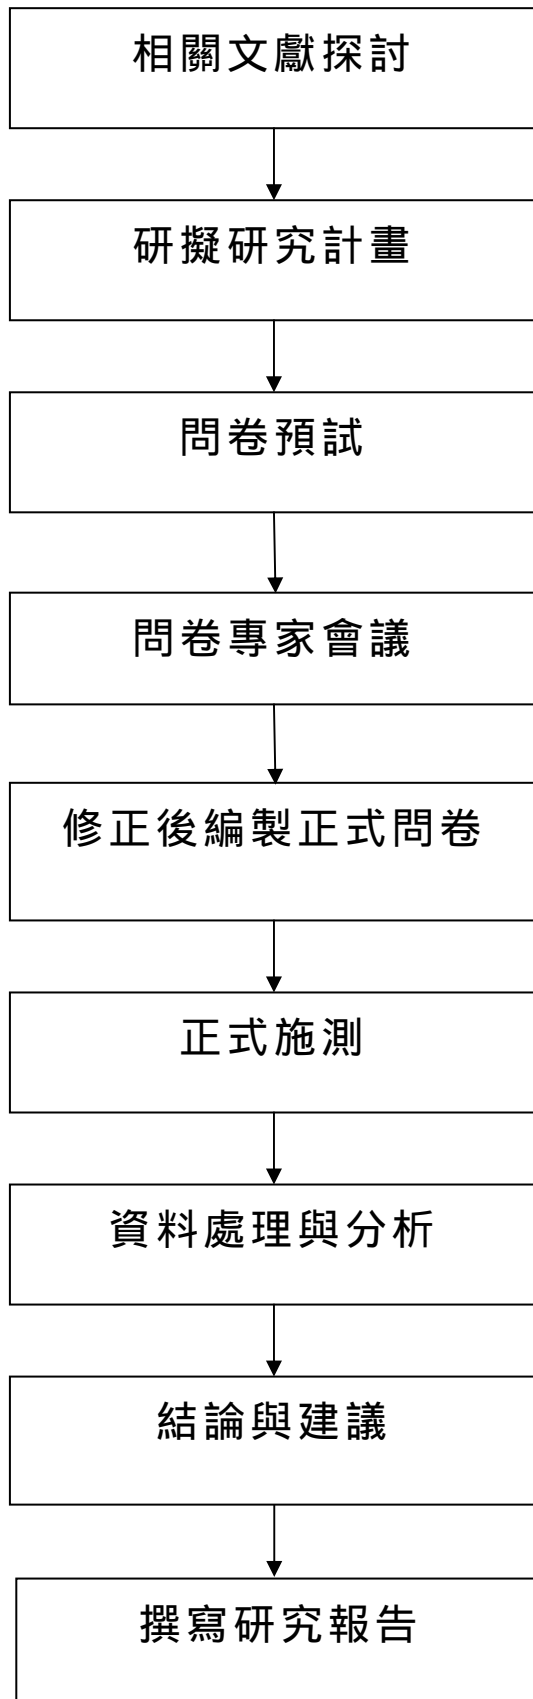 相關文獻探討
研擬研究計畫
問卷預試
問卷專家會議
修正後編製正式問卷
正式施測
資料處理與分析
結論與建議
撰寫研究報告